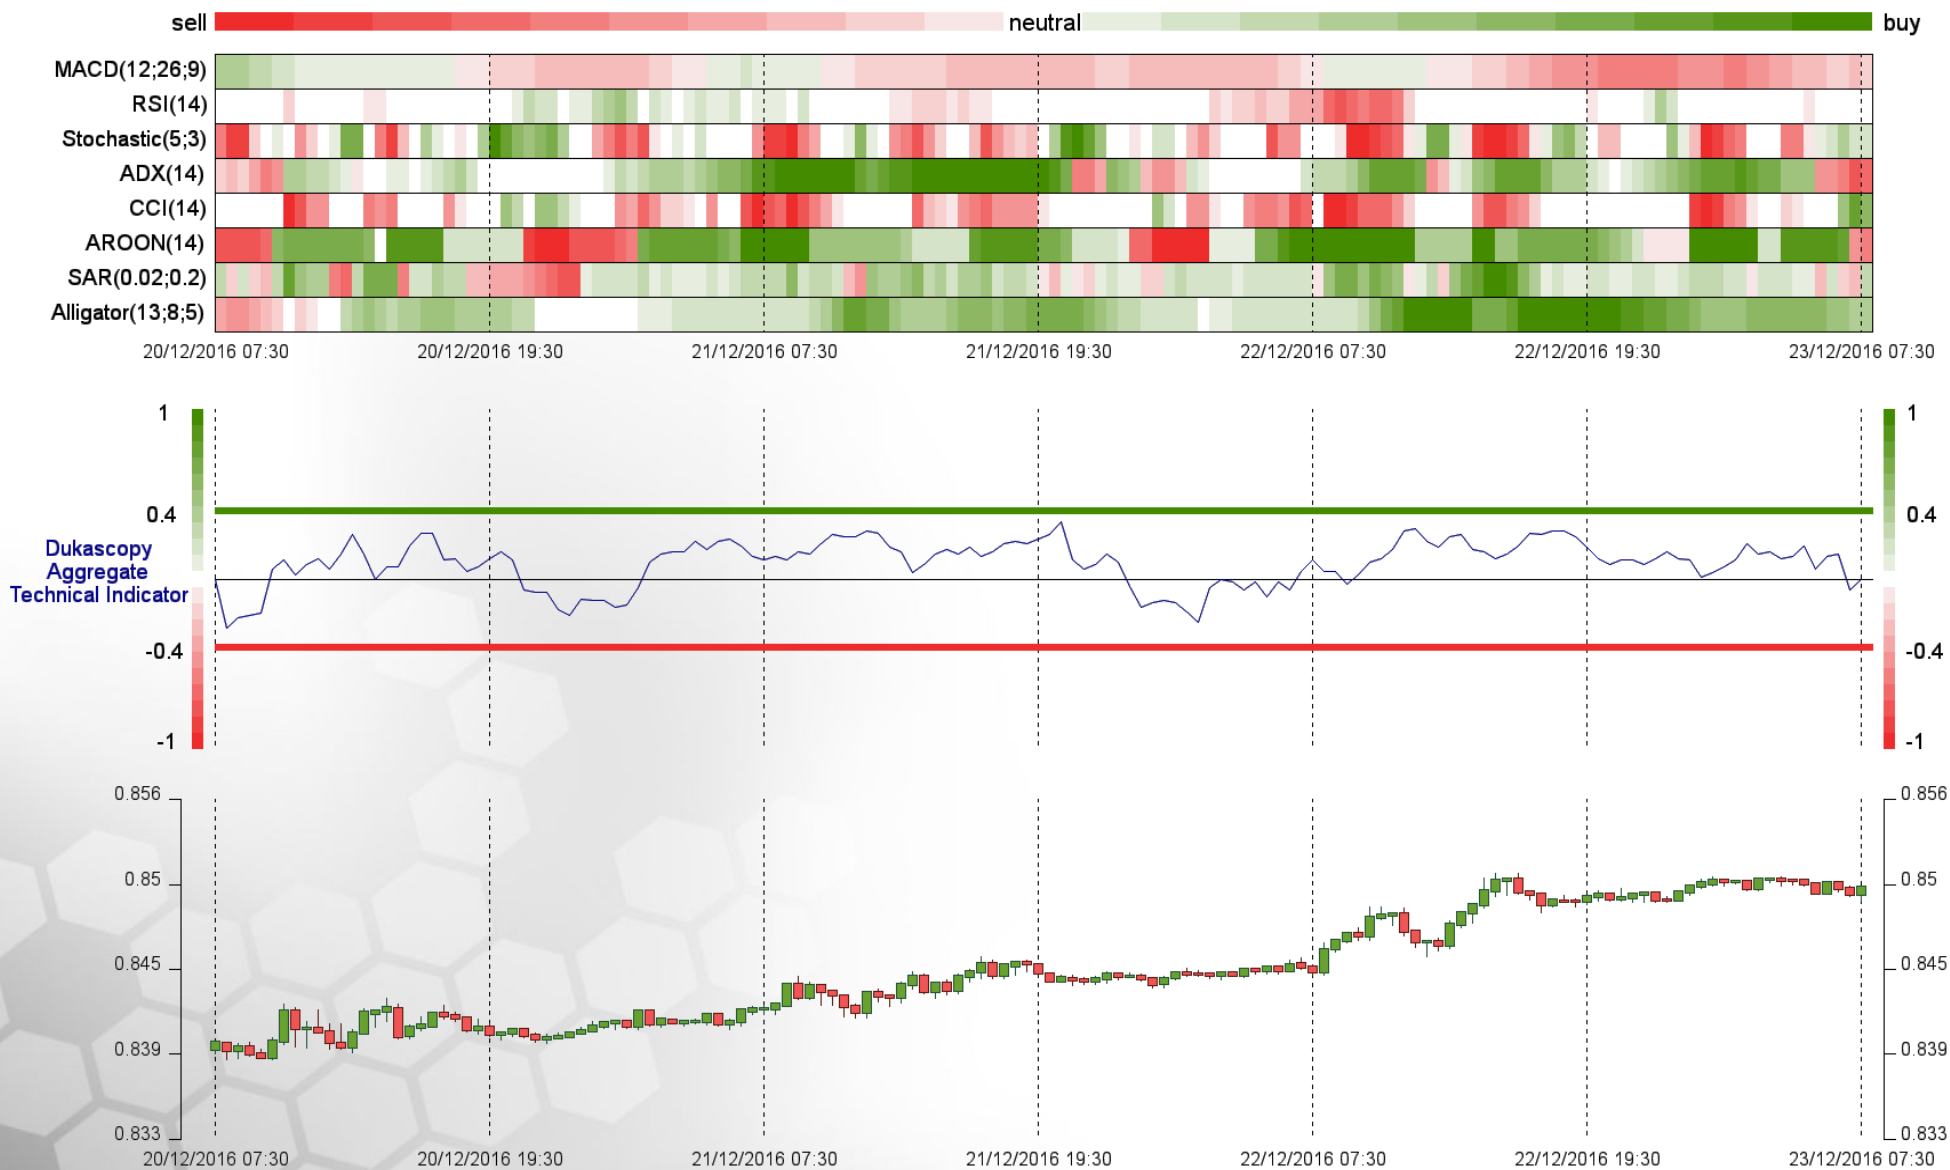 sell neutral buy
MACD(12;26;9)
RSI(14)
Stochastic(5;3)
ADX(14)
CCI(14)
AROON(14)
SAR(0.02;0.2)
Alligator(13;8;5)
20/12/2016 07:30 20/12/2016 19:30 21/12/2016 07:30 21/12/2016 19:30 22/12/2016 07:30 22/12/2016 19:30 23/12/2016 07:30
1 1
0.4 0.4
Dukascopy
Aggregate
Technical Indicator
-0.4 -0.4
-1 -1
0.856 0.856
0.85 0.85
0.845 0.845
0.839 0.839
0.833 0.833
20/12/2016 07:30 20/12/2016 19:30 21/12/2016 07:30 21/12/2016 19:30 22/12/2016 07:30 22/12/2016 19:30 23/12/2016 07:30